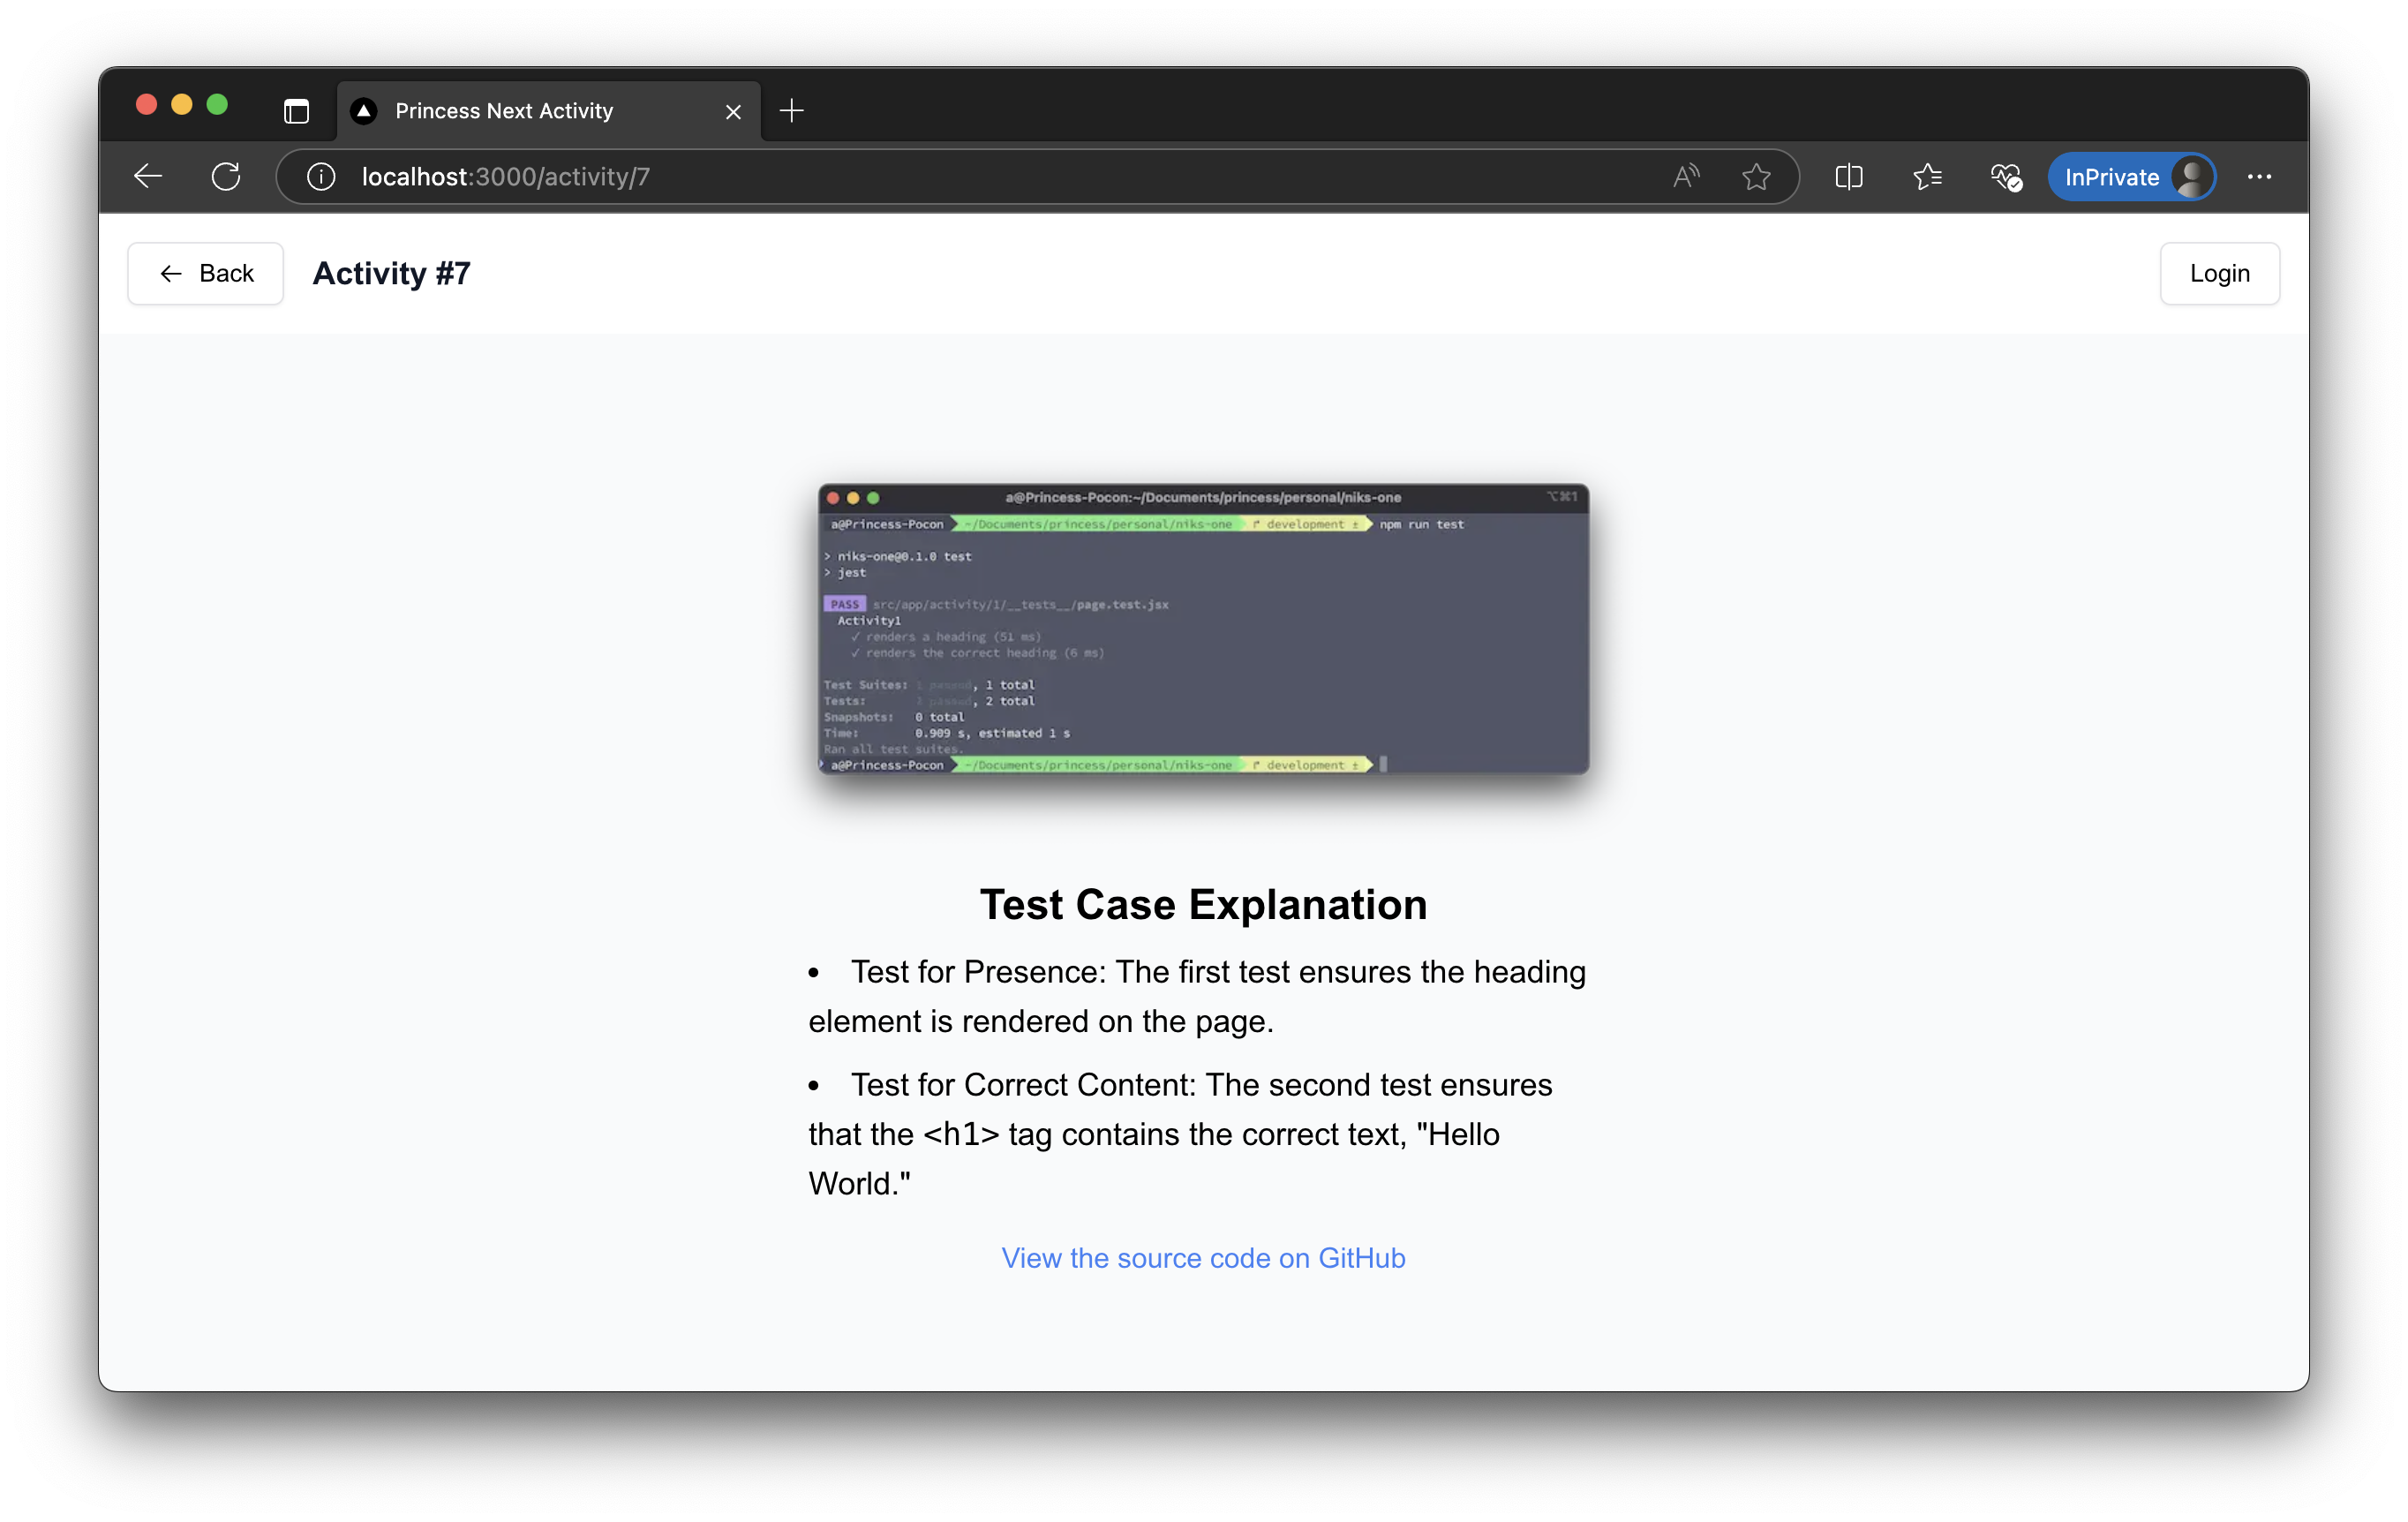 Princess Next Activity
localhost:3000/activity/7
InPrivate
Back
Activity #7
Login
a@Princess-Pocon:~/Documents/princess/personal/niks-one ⌥⌘1
a@Princess-Pocon ~/Documents/princess/personal/niks-one development ± npm run test
> niks-one@0.1.0 test
> jest
PASS src/app/activity/1/__tests__/page.test.jsx
Activity1
✓ renders a heading (51 ms)
✓ renders the correct heading (6 ms)
Test Suites: 1 passed, 1 total
Tests: 2 passed, 2 total
Snapshots: 0 total
Time: 0.909 s, estimated 1 s
Ran all test suites.
a@Princess-Pocon ~/Documents/princess/personal/niks-one development ±
Test Case Explanation
• Test for Presence: The first test ensures the heading
element is rendered on the page.
• Test for Correct Content: The second test ensures
that the <h1> tag contains the correct text, "Hello
World."
View the source code on GitHub